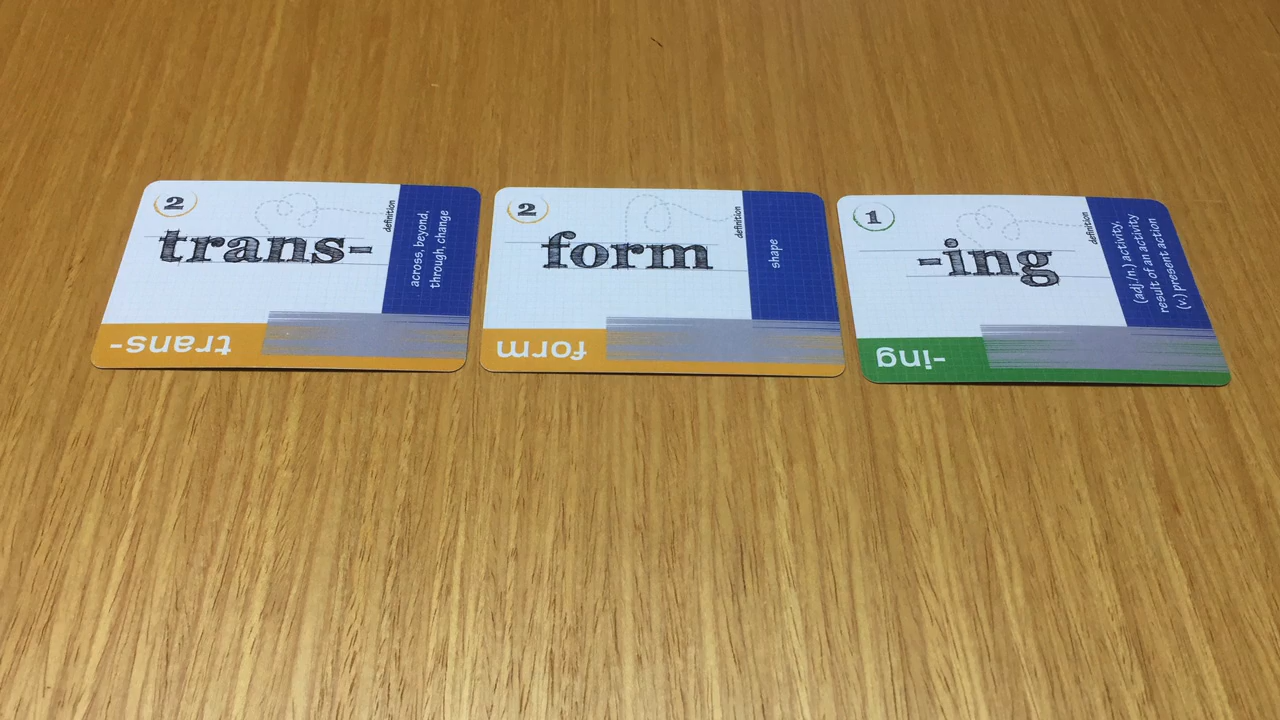 2
trans-
definition
across, beyond,
through, change
trans-
2
form
definition
shape
form
1
-ing
definition
(adj./n.) activity,
result of an activity
(v.) present action
-ing